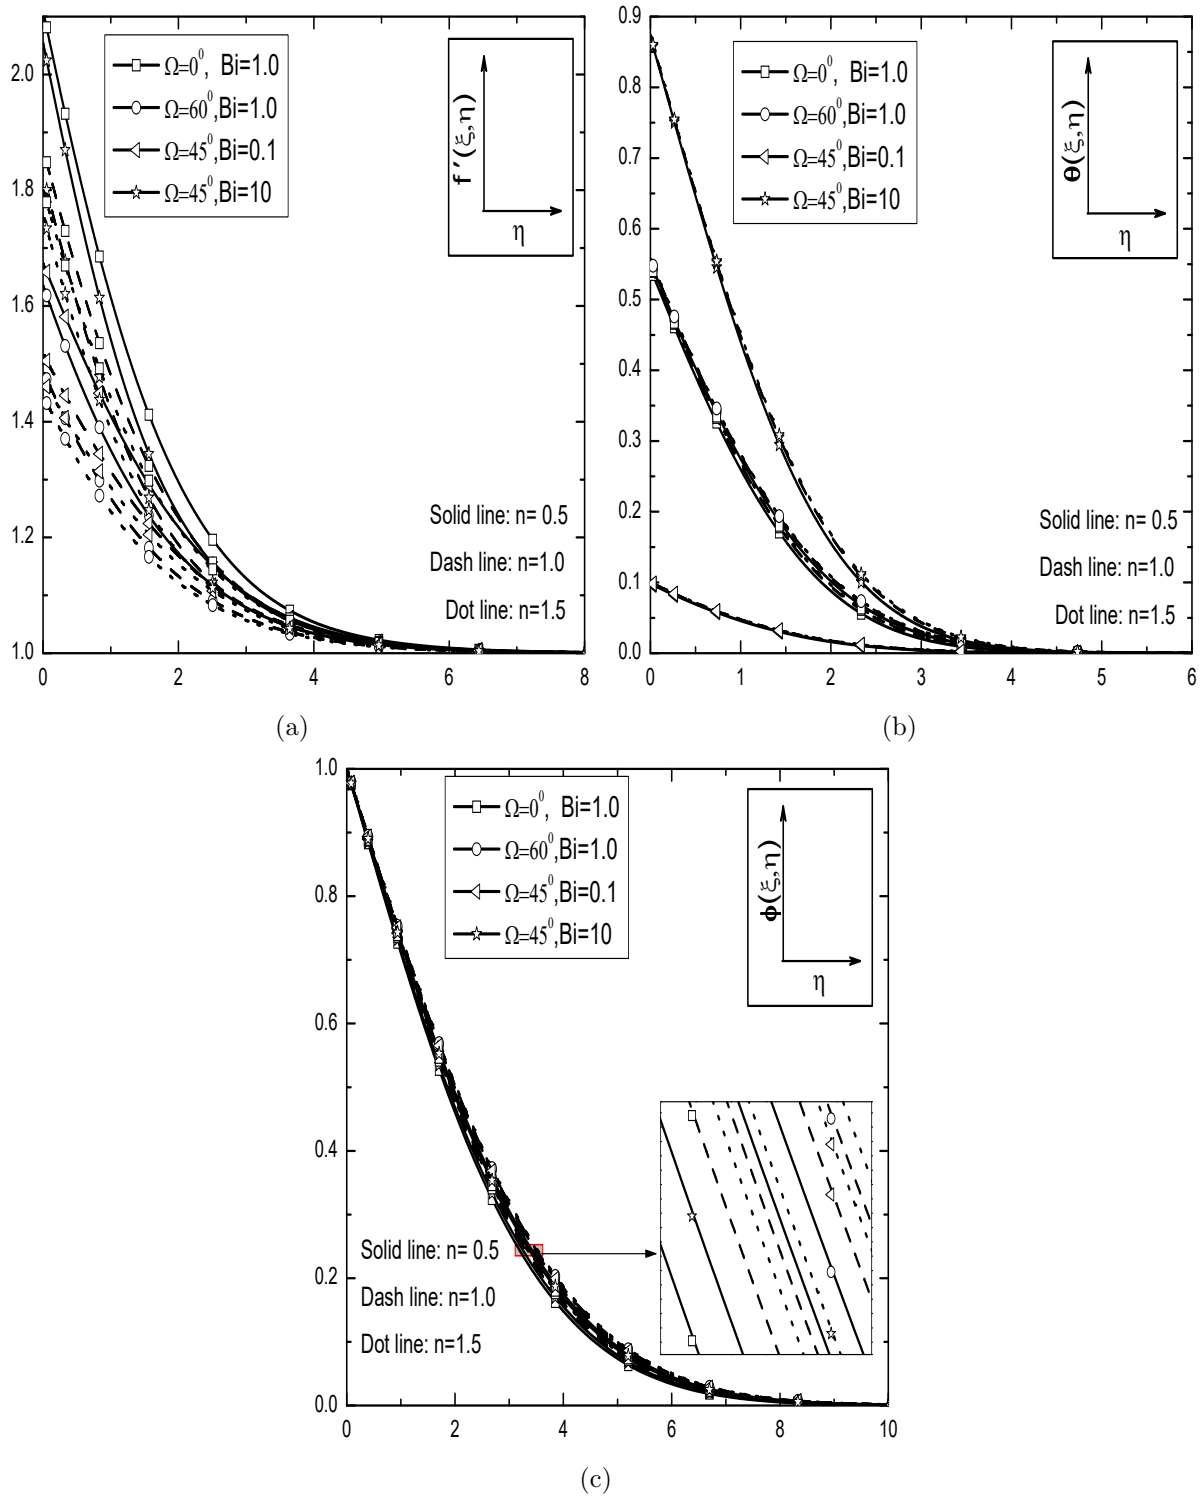 2.0
1.8
1.6
1.4
1.2
1.0
0 2 4 6 8
Ω=0⁰, Bi=1.0
Ω=60⁰,Bi=1.0
Ω=45⁰,Bi=0.1
Ω=45⁰,Bi=10
f′(ξ,η)
η
Solid line: n= 0.5
Dash line: n=1.0
Dot line: n=1.5
(a)
0.9
0.8
0.7
0.6
0.5
0.4
0.3
0.2
0.1
0.0
0 1 2 3 4 5 6
Ω=0⁰, Bi=1.0
Ω=60⁰,Bi=1.0
Ω=45⁰,Bi=0.1
Ω=45⁰,Bi=10
θ(ξ,η)
η
Solid line: n= 0.5
Dash line: n=1.0
Dot line: n=1.5
(b)
1.0
0.8
0.6
0.4
0.2
0.0
0 2 4 6 8 10
Ω=0⁰, Bi=1.0
Ω=60⁰,Bi=1.0
Ω=45⁰,Bi=0.1
Ω=45⁰,Bi=10
ϕ(ξ,η)
η
Solid line: n= 0.5
Dash line: n=1.0
Dot line: n=1.5
(c)